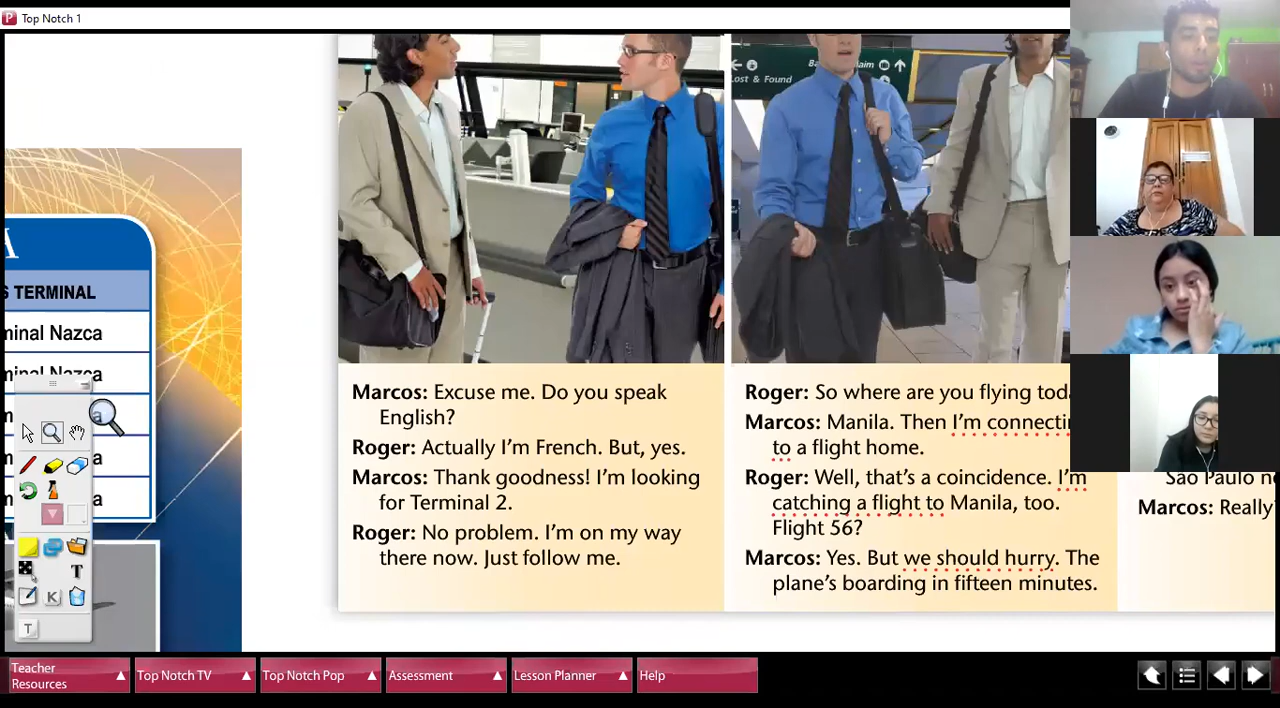 Top Notch 1
Lost & Found
S TERMINAL
minal Nazca
minal Nazca
Marcos: Excuse me. Do you speak
English?
Roger: Actually I'm French. But, yes.
Marcos: Thank goodness! I'm looking
for Terminal 2.
Roger: No problem. I'm on my way
there now. Just follow me.
Roger: So where are you flying tod
Marcos: Manila. Then I'm connecti
to a flight home.
Roger: Well, that's a coincidence. I'm
catching a flight to Manila, too.
Flight 56?
Marcos: Yes. But we should hurry. The
plane's boarding in fifteen minutes.
São Paulo
Marcos: Really
T
K
T
Teacher
Resources
Top Notch TV
Top Notch Pop
Assessment
Lesson Planner
Help